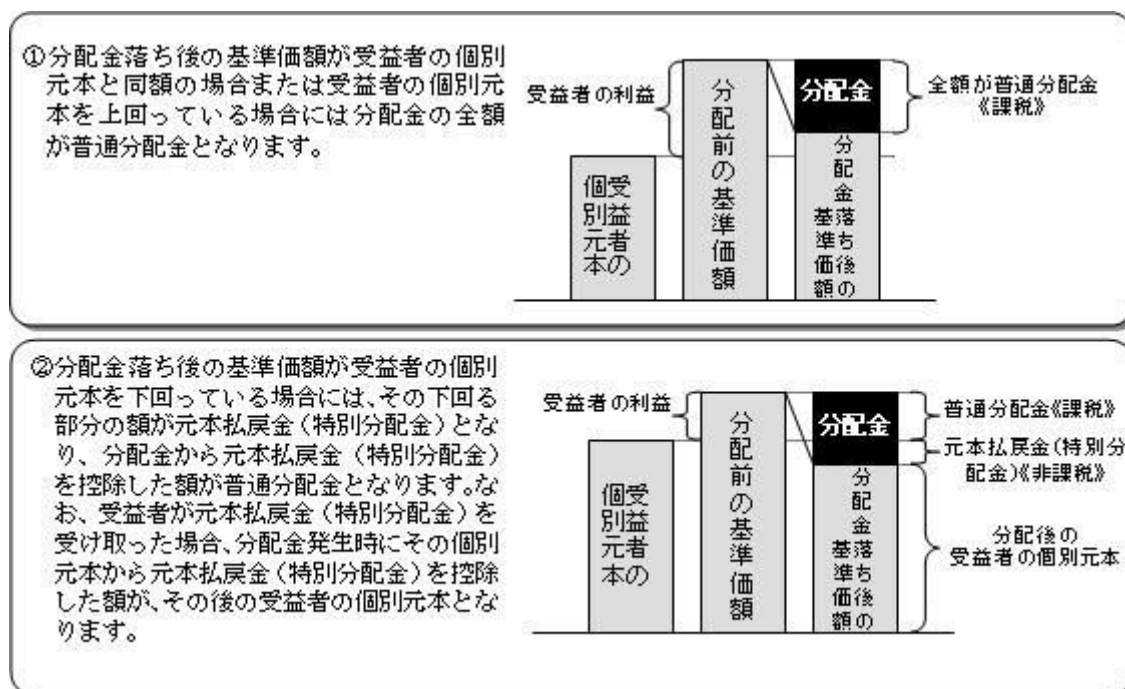 ①分配金落ち後の基準価額が受益者の個別
元本と同額の場合または受益者の個別元
本を上回っている場合には分配金の全額
が普通分配金となります。
受益者の利益
受益者の
個別元本
分配前の基準価額
分配金
分配金落ち後の
基準価額
全額が普通分配金
《課税》
②分配金落ち後の基準価額が受益者の個別
元本を下回っている場合には、その下回る
部分の額が元本払戻金(特別分配金)とな
り、分配金から元本払戻金(特別分配金)
を控除した額が普通分配金となります。な
お、受益者が元本払戻金(特別分配金)を
受け取った場合、分配金発生時にその個別
元本から元本払戻金(特別分配金)を控除
した額が、その後の受益者の個別元本とな
ります。
受益者の利益
受益者の
個別元本
分配前の基準価額
分配金
分配金落ち後の
基準価額
普通分配金《課税》
元本払戻金(特別分
配金)《非課税》
分配後の
受益者の個別元本